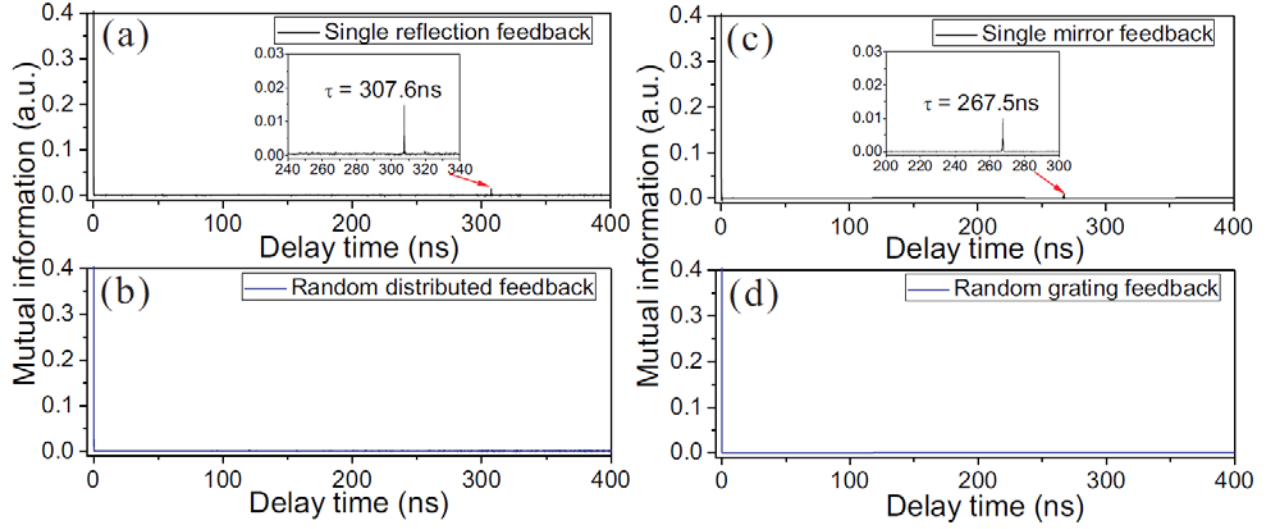 Mutual information (a.u.)
(a)
Single reflection feedback
0.4
0.3
0.2
0.1
0.0
0.03
0.02
0.01
0.00
τ = 307.6ns
240 260 280 300 320 340
0 100 200 300 400
Delay time (ns)
(b)
Random distributed feedback
0.4
0.3
0.2
0.1
0.0
0 100 200 300 400
Delay time (ns)
Mutual information (a.u.)
(c)
Single mirror feedback
0.4
0.3
0.2
0.1
0.0
0.03
0.02
0.01
0.00
τ = 267.5ns
200 220 240 260 280 300
0 100 200 300 400
Delay time (ns)
(d)
Random grating feedback
0.4
0.3
0.2
0.1
0.0
0 100 200 300 400
Delay time (ns)